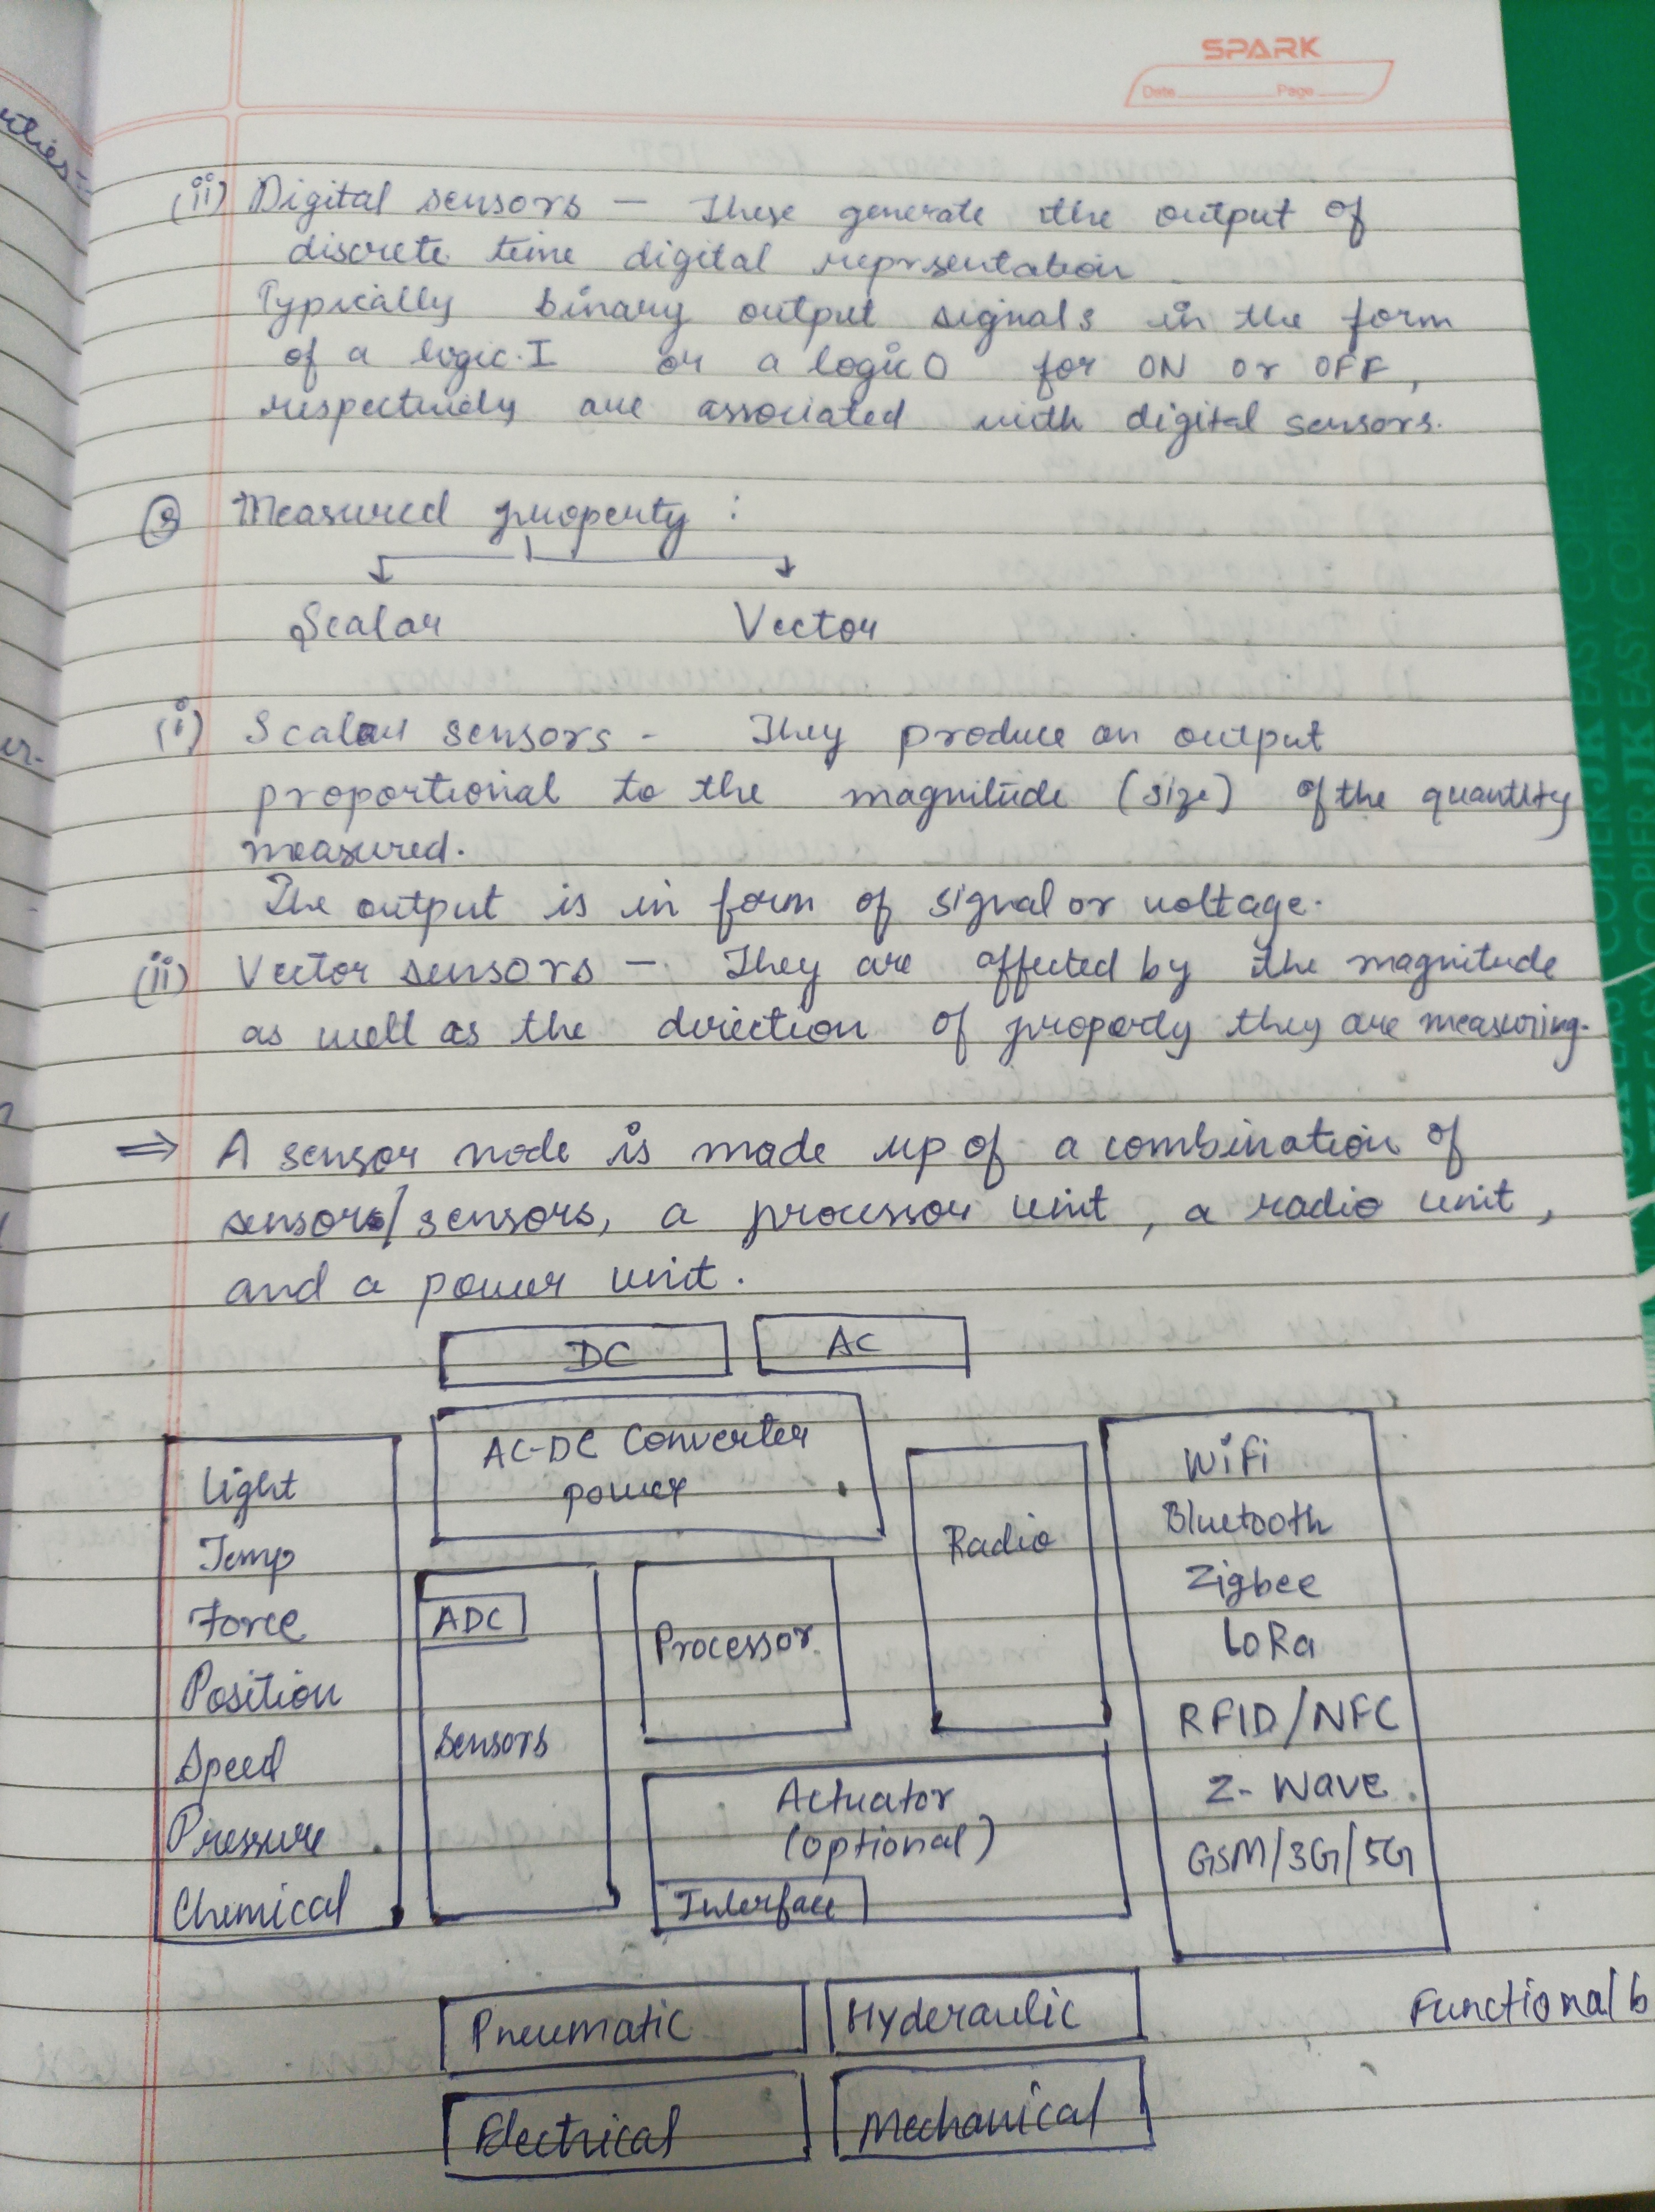 SPARK
Date Page
(ii) Digital sensors — These generate the output of
discrete time digital reprsentation
Typically binary output signals in the form
of a logic I or a logic 0 for ON or OFF,
respectively are associated with digital sensors.
③ Measured property :
Scalar Vector
(i) Scalar sensors - They produce an output
proportional to the magnitude (size) of the quantity
measured.
The output is in form of signal or voltage.
(ii) Vector sensors — They are affected by the magnitude
as well as the direction of property they are measuring.
⇒ A sensor node is made up of a combination of
sensors/sensors, a processor unit, a radio unit,
and a power unit.
DC AC
AC-DC Converter
power
Light
Temp
Force
Position
Speed
Pressure
Chemical
ADC
Sensors
Processor
Radio
WiFi
Bluetooth
Zigbee
LoRa
RFID/NFC
Z-Wave
GSM/3G/5G
Actuator
(optional)
Interface
Pneumatic Hyderaulic
Functional b
Electrical Mechanical
EASY COPIER
JK EASY COPIER